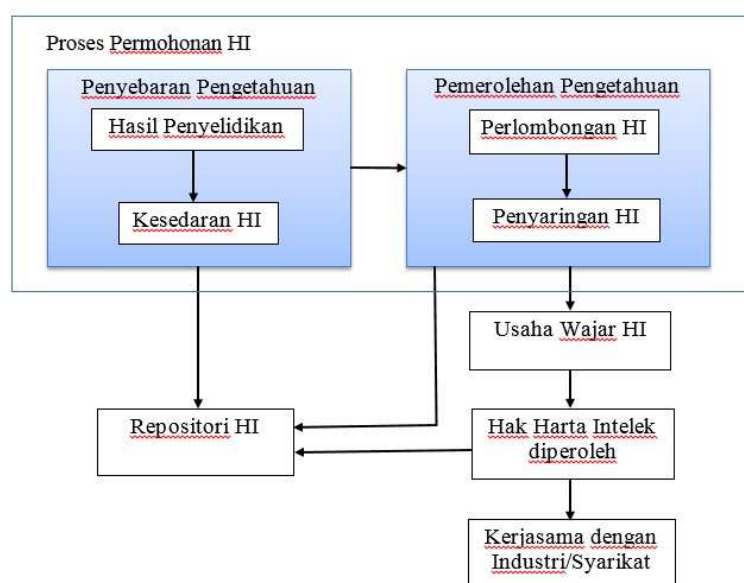 Proses Permohonan HI
Penyebaran Pengetahuan
Hasil Penyelidikan
Kesedaran HI
Pemerolehan Pengetahuan
Perlombongan HI
Penyaringan HI
Usaha Wajar HI
Repositori HI
Hak Harta Intelek
diperoleh
Kerjasama dengan
Industri/Syarikat